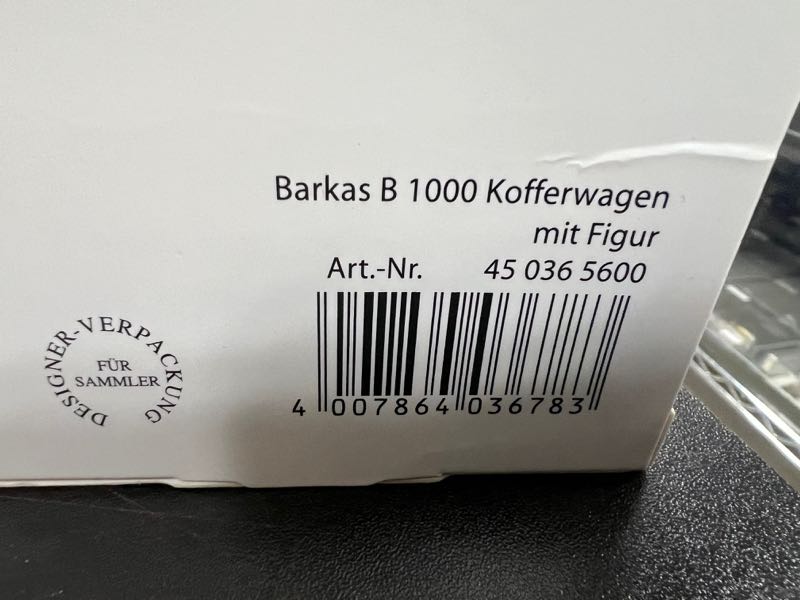 Barkas B 1000 Kofferwagen
mit Figur
Art.-Nr. 45 036 5600
4 007864 036783
DESIGNER-VERPACKUNG
FÜR
SAMMLER